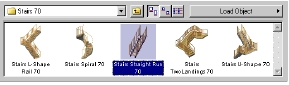 Stairs 70
Load Object
Stairs L-Shape Rail 70
Stairs Spiral 70
Stairs Straight Run 70
Stairs Two Landings 70
Stairs U-Shape 70